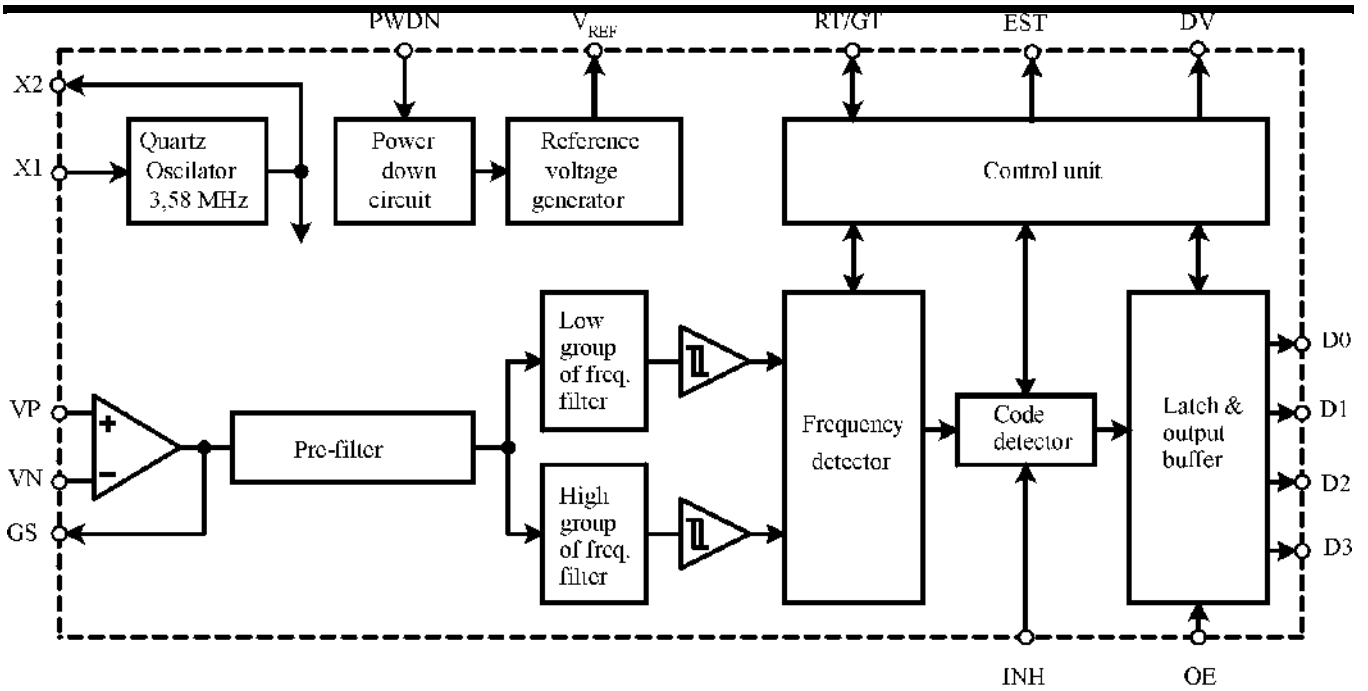 PWDN
VREF
RT/GT
EST
DV
X2
X1
Quartz
Oscilator
3,58 MHz
Power
down
circuit
Reference
voltage
generator
Control unit
Low
group
of freq.
filter
VP
+
−
VN
GS
Pre-filter
High
group
of freq.
filter
Frequency
detector
Code
detector
Latch &
output
buffer
D0
D1
D2
D3
INH
OE